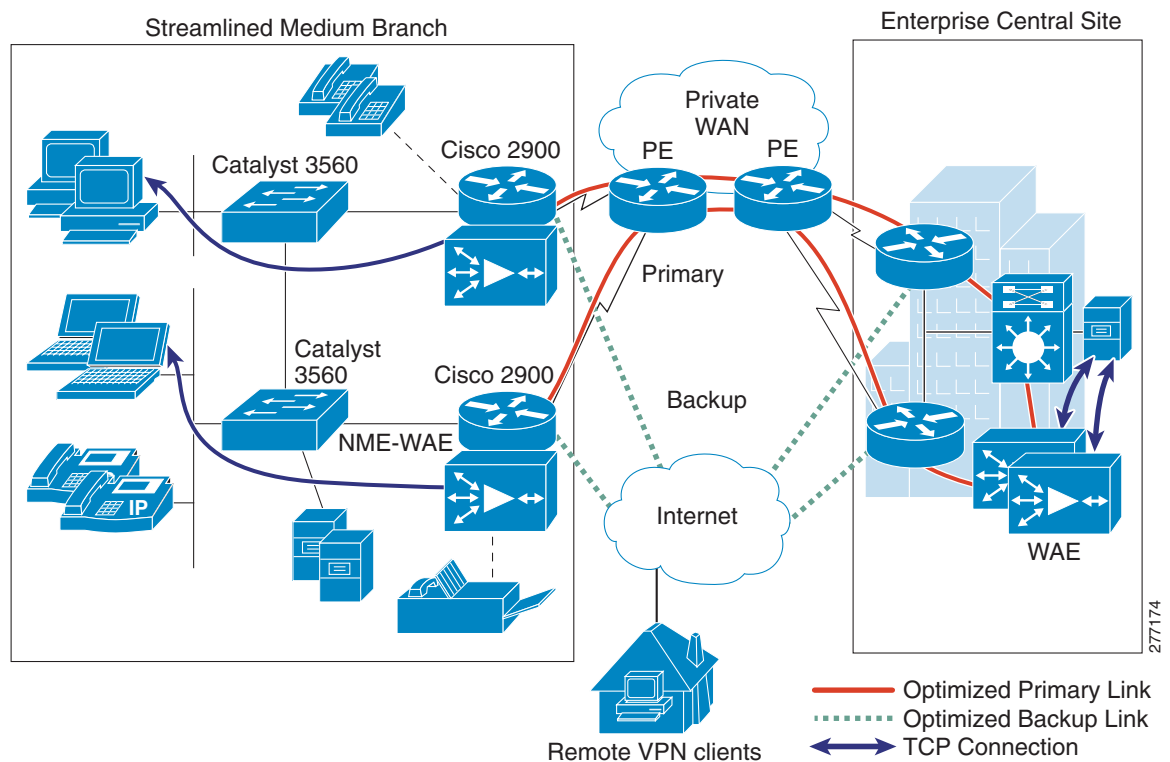 Streamlined Medium Branch
Enterprise Central Site
Private
WAN
Cisco 2900
PE
PE
Catalyst 3560
Primary
Catalyst
3560
Cisco 2900
Backup
NME-WAE
IP
Internet
WAE
277174
Optimized Primary Link
Optimized Backup Link
TCP Connection
Remote VPN clients